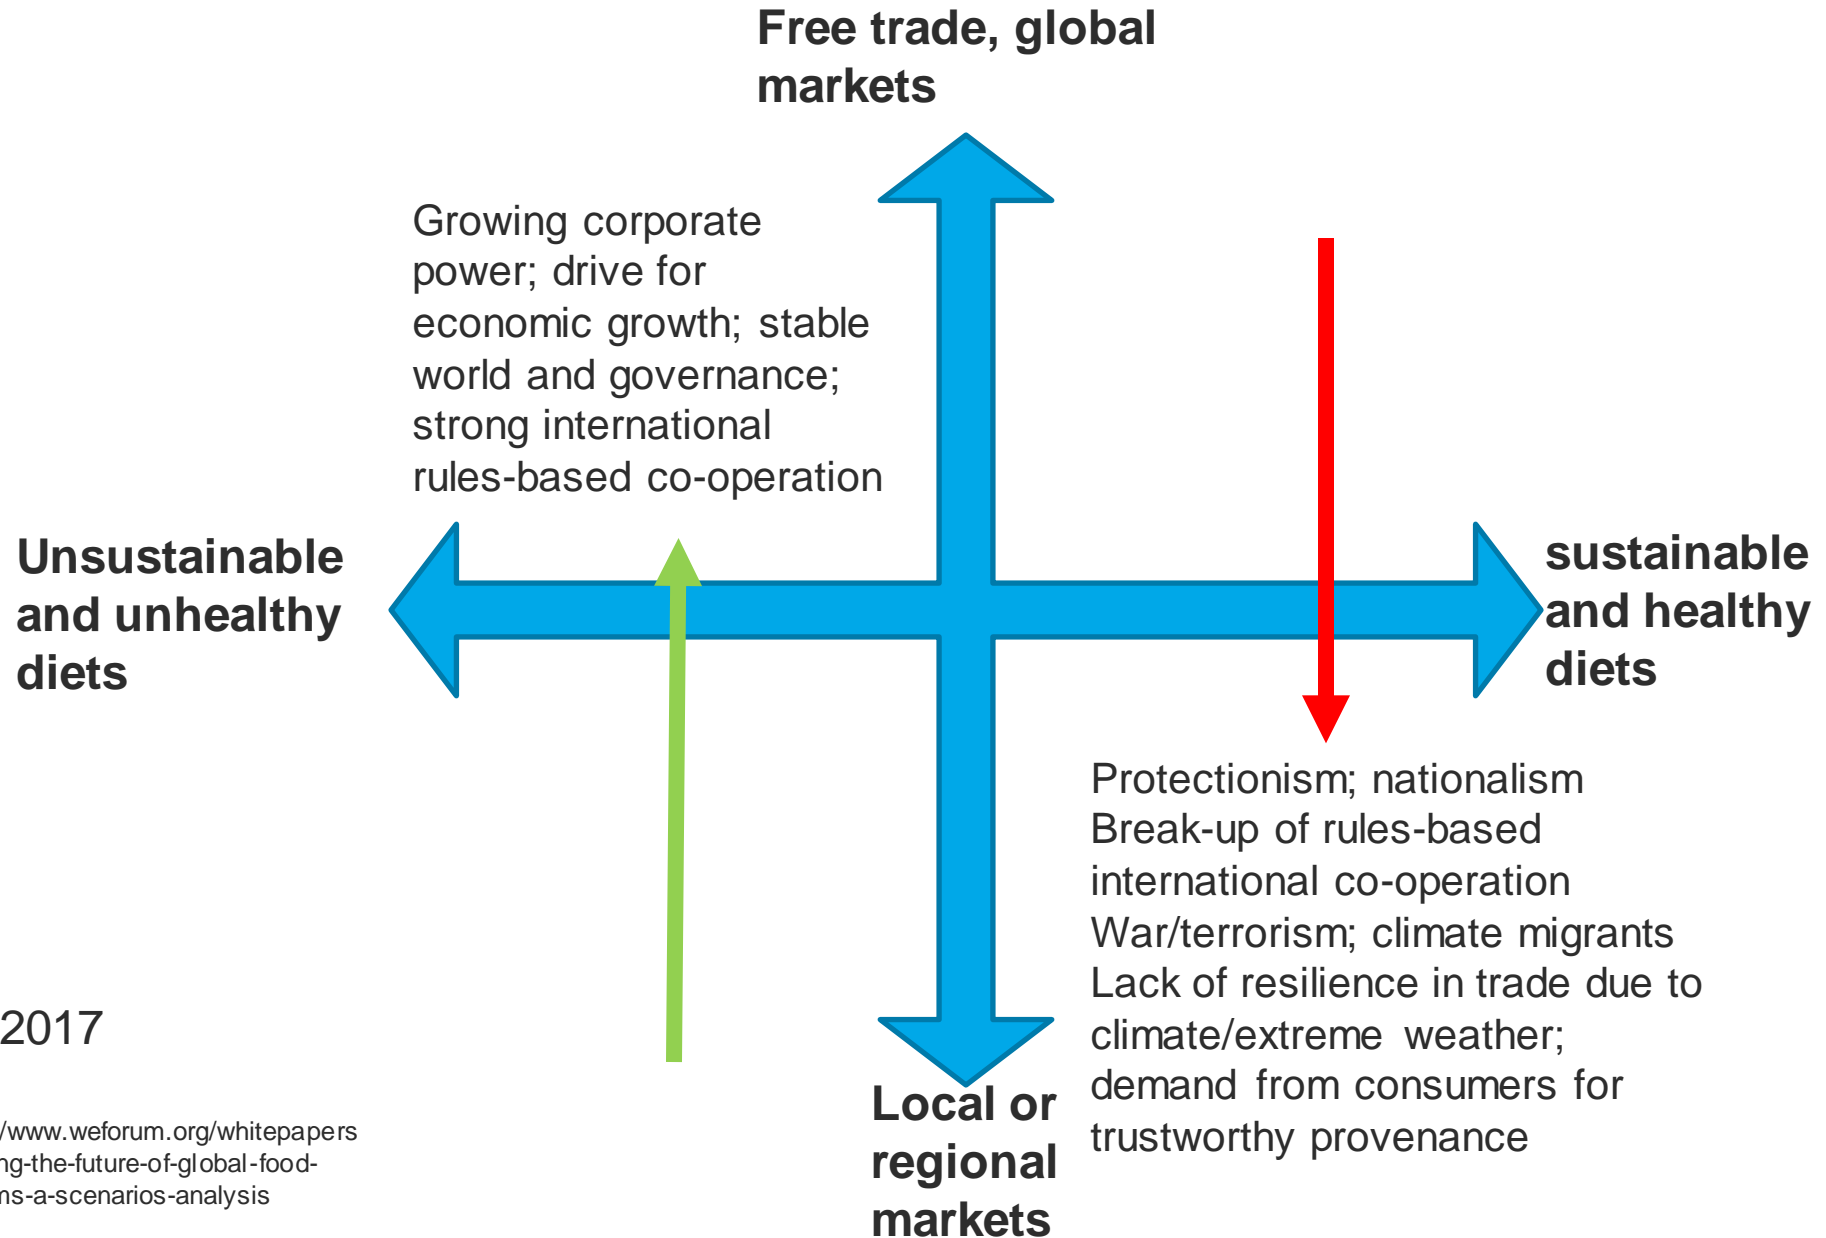 Free trade, global
markets
Growing corporate
power; drive for
economic growth; stable
world and governance;
strong international
rules-based co-operation
Unsustainable
and unhealthy
diets
sustainable
and healthy
diets
Protectionism; nationalism
Break-up of rules-based
international co-operation
War/terrorism; climate migrants
Lack of resilience in trade due to
climate/extreme weather;
demand from consumers for
trustworthy provenance
Local or
regional
markets
2017
/www.weforum.org/whitepapers
ng-the-future-of-global-food-
ns-a-scenarios-analysis